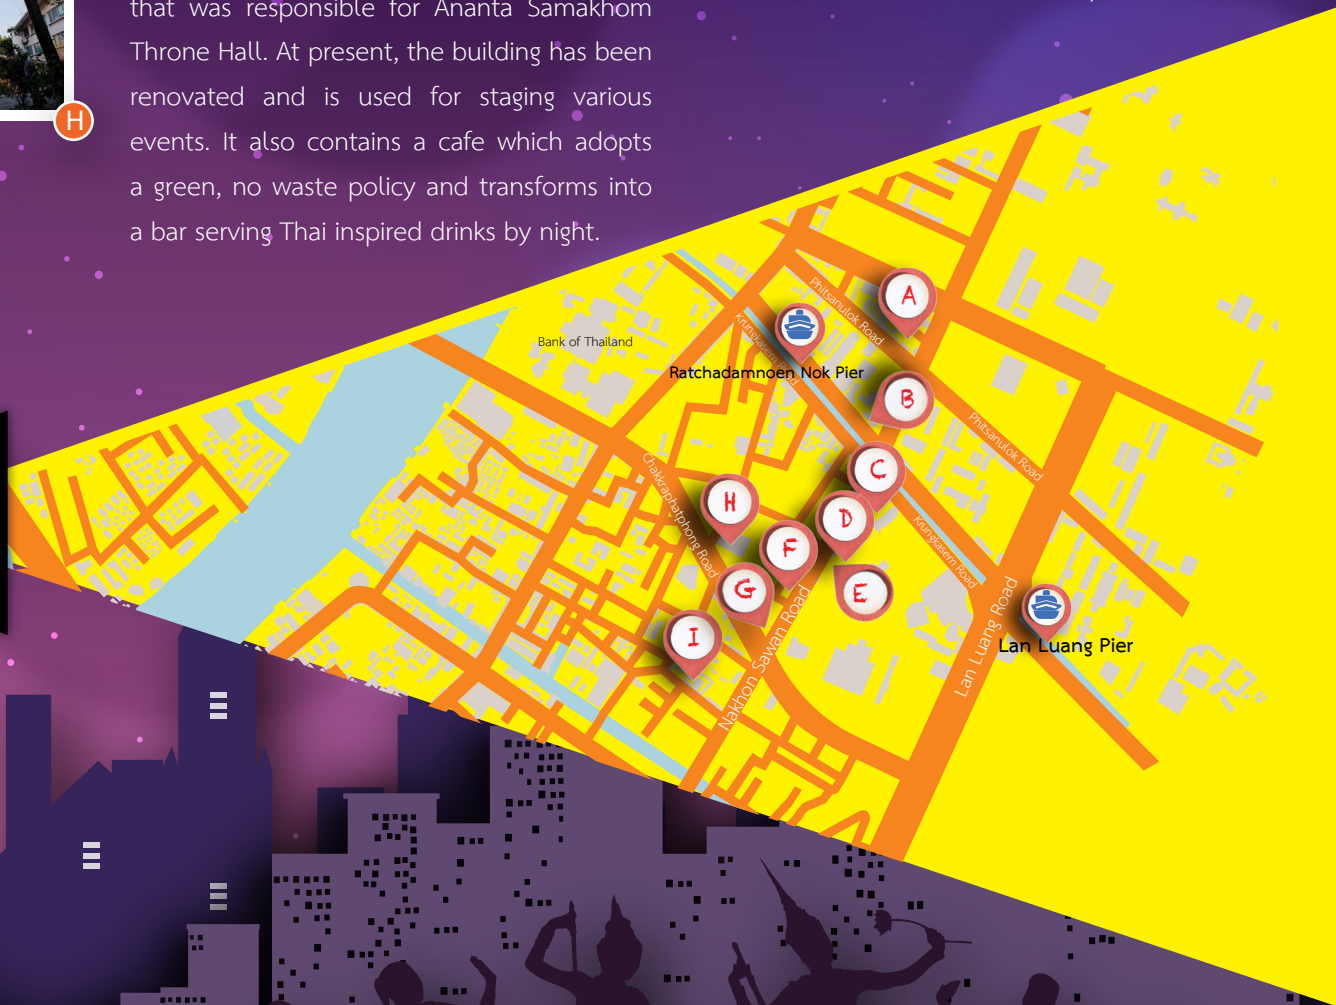 that was responsible for Ananta Samakhom
Throne Hall. At present, the building has been
renovated and is used for staging various
events. It also contains a cafe which adopts
a green, no waste policy and transforms into
a bar serving Thai inspired drinks by night.
H
A
Phitsanulok Road
Krungkasem Road
Bank of Thailand
Ratchadamnoen Nok Pier
B
Phitsanulok Road
C
Chakkraphatphong Road
H
D
F
Krungkasem Road
G
E
I
Nakhon Sawan Road
Lan Luang Road
Lan Luang Pier